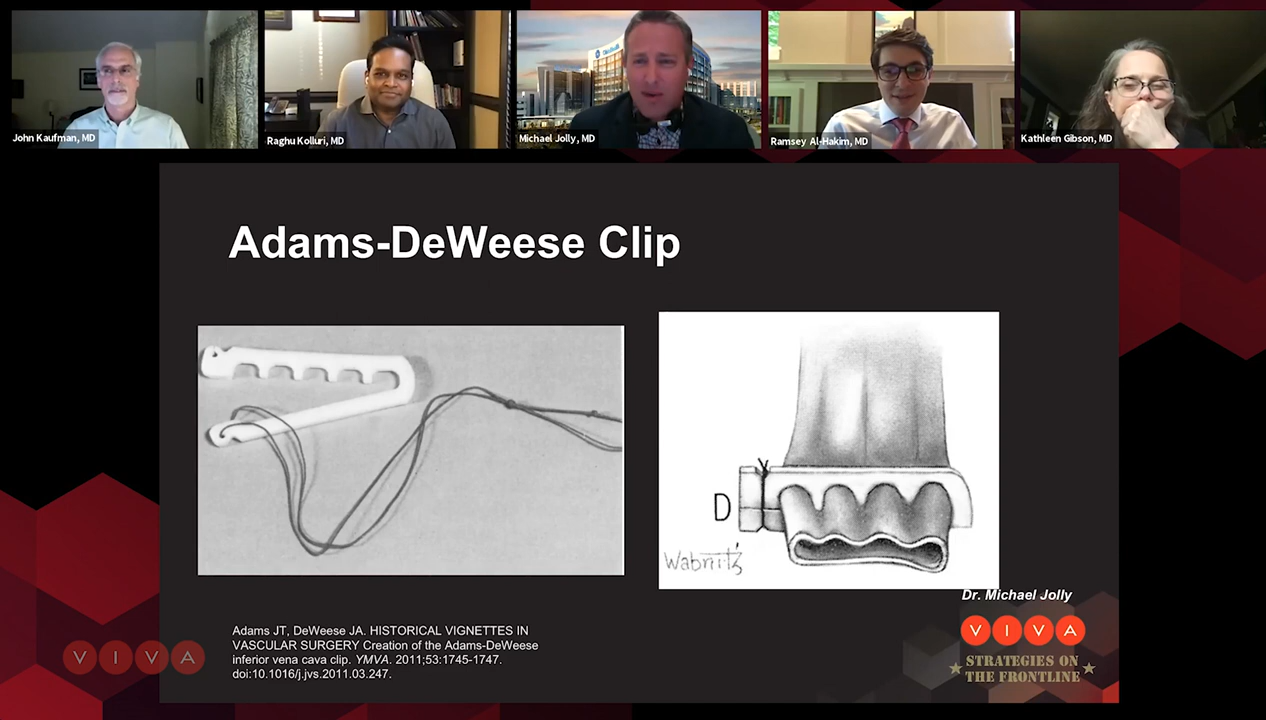 John Kaufman, MD
Raghu Kolluri, MD
Michael Jolly, MD
Ramsey Al-Hakim, MD
Kathleen Gibson, MD
Adams-DeWeese Clip
D
Adams JT, DeWeese JA. HISTORICAL VIGNETTES IN
VASCULAR SURGERY Creation of the Adams-DeWeese
inferior vena cava clip. YMVA. 2011;53:1745-1747.
doi:10.1016/j.jvs.2011.03.247.
Dr. Michael Jolly
VIVA
STRATEGIES ON
THE FRONTLINE
VIVA